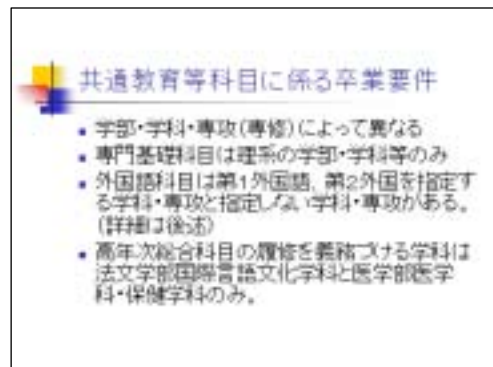 共通教育等科目に係る卒業要件
学部・学科・専攻(専修)によって異なる
専門基礎科目は理系の学部・学科等のみ
外国語科目は第1外国語，第2外国を指定す
る学科・専攻と指定しない学科・専攻がある。
(詳細は後述)
高年次総合科目の履修を義務づける学科は
法文学部国際言語文化学科と医学部医学
科・保健学科のみ。